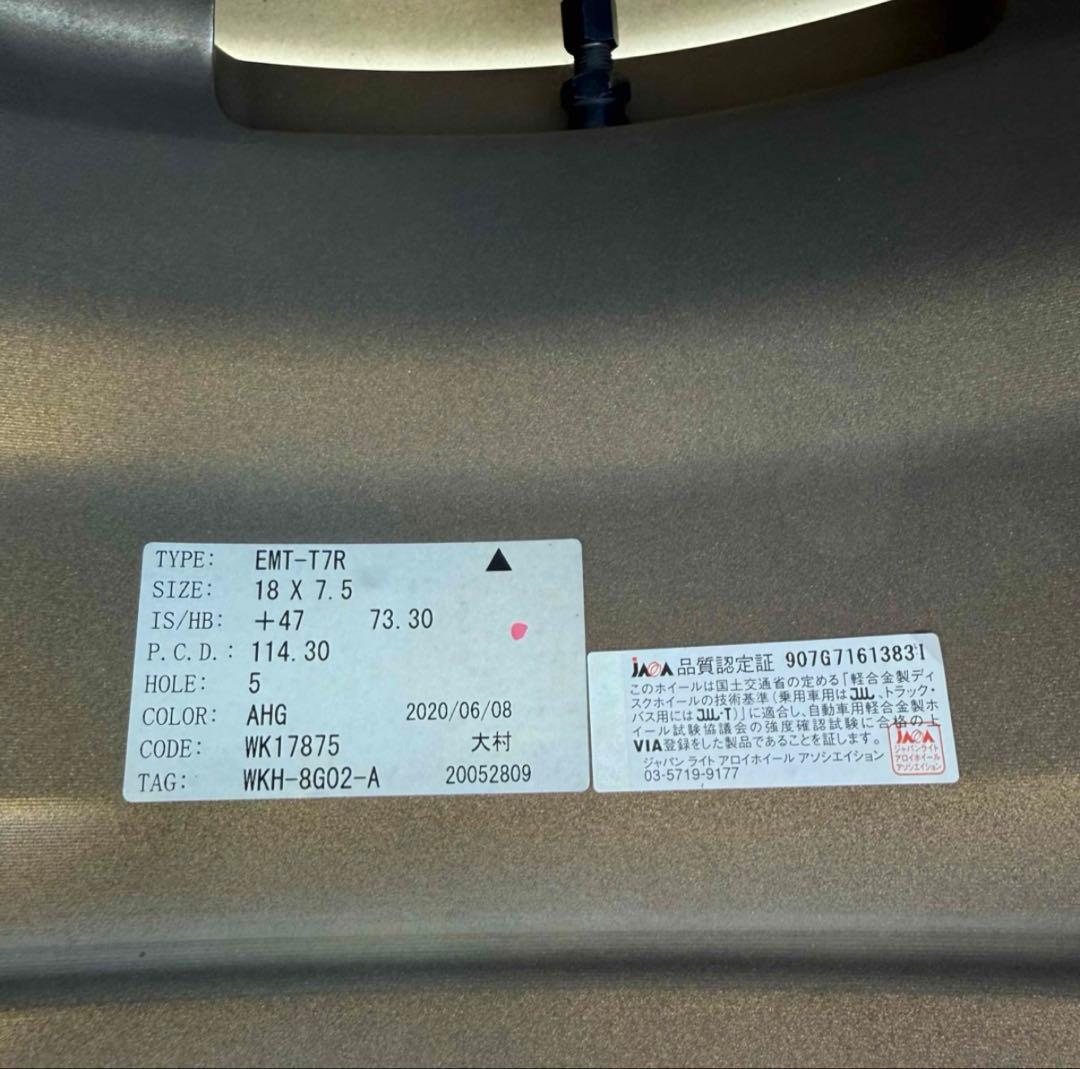 TYPE: EMT-T7R ▲
SIZE: 18 X 7.5
IS/HB: +47 73.30
P.C.D.: 114.30
HOLE: 5
COLOR: AHG 2020/06/08
CODE: WK17875 大村
TAG: WKH-8G02-A 20052809
JAWA 品質認定証 907G7161383 I
このホイールは国土交通省の定める「軽合金製ディ
スクホイールの技術基準(乗用車用はJWL、トラック・
バス用にはJWL-T)」に適合し、自動車用軽合金製ホ
イール試験協議会の強度確認試験に合格の上
VIA登録をした製品であることを証します。
ジャパン ライト アロイホイール アソシエイション
03-5719-9177
JAWA
ジャパンライト
アロイホイール
アソシエイション